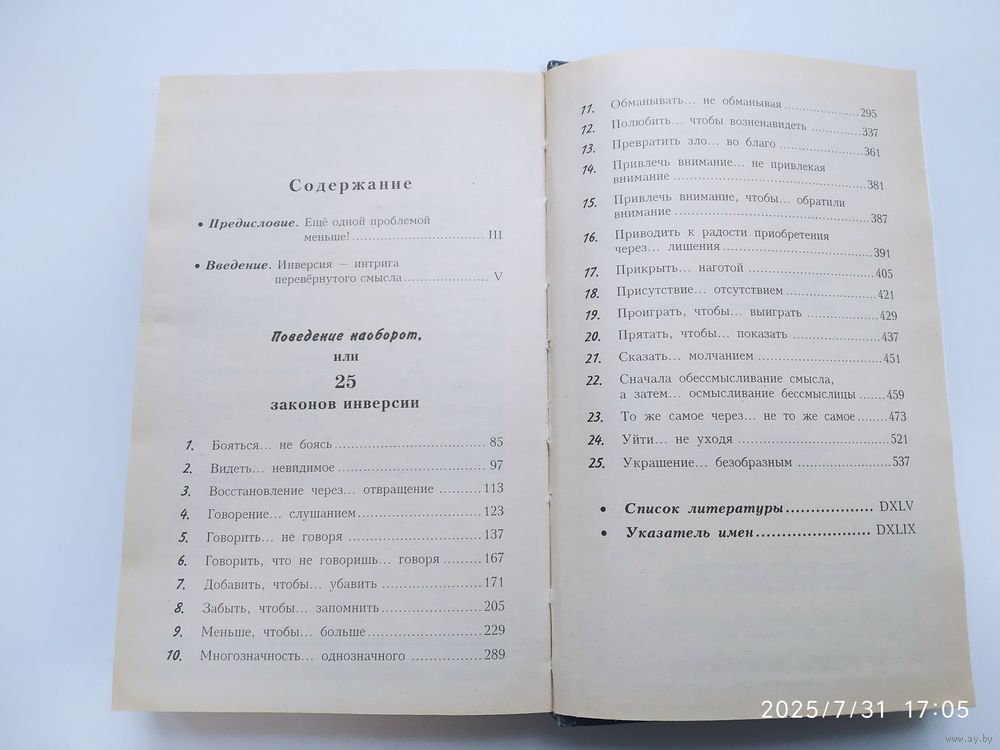 Содержание
• Предисловие. Ещё одной проблемой
меньше! ................................ III
• Введение. Инверсия — интрига
перевёрнутого смысла ..................... V
Поведение наоборот,
или
25
законов инверсии
1. Бояться... не боясь ..................................... 85
2. Видеть... невидимое .................................... 97
3. Восстановление через... отвращение .......... 113
4. Говорение... слушанием .............................. 123
5. Говорить... не говоря ................................. 137
6. Говорить, что не говоришь... говоря ......... 167
7. Добавить, чтобы... убавить ......................... 171
8. Забыть, чтобы... запомнить ......................... 205
9. Меньше, чтобы... больше ............................ 229
10. Многозначность... однозначного ................. 289
11. Обманывать... не обманывая .................... 295
12. Полюбить... чтобы возненавидеть ............. 337
13. Превратить зло... во благо ..................... 361
14. Привлечь внимание... не привлекая
внимание ................................................ 381
15. Привлечь внимание, чтобы... обратили
внимание ................................................ 387
16. Приводить к радости приобретения
через... лишения ..................................... 391
17. Прикрыть... наготой ................................ 405
18. Присутствие... отсутствием ...................... 421
19. Проиграть, чтобы... выиграть ................... 429
20. Прятать, чтобы... показать ...................... 437
21. Сказать... молчанием ............................... 451
22. Сначала обессмысливание смысла,
а затем... осмысливание бессмыслицы ....... 459
23. То же самое через... не то же самое ........ 473
24. Уйти... не уходя ..................................... 521
25. Украшение... безобразным ....................... 537
• Список литературы .................. DXLV
• Указатель имен ....................... DXLIX
2025/7/31 17:05
www.ay.by